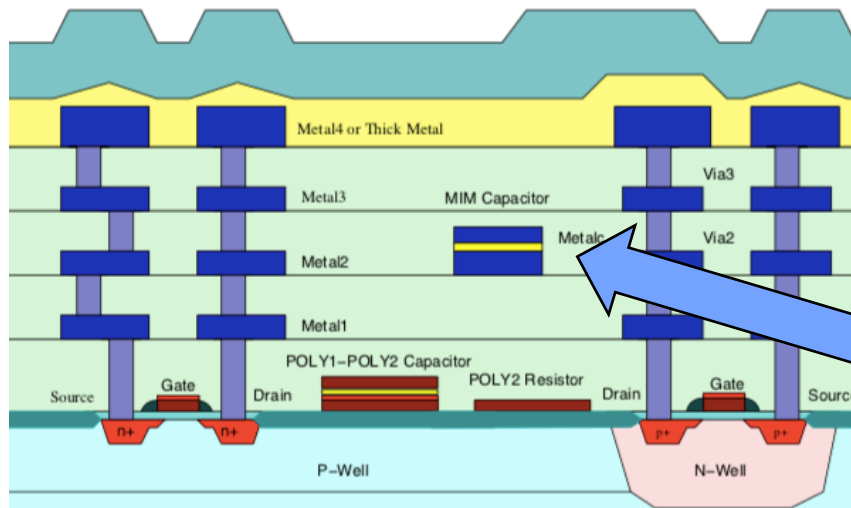 Metal4 or Thick Metal
Via3
Metal3
MIM Capacitor
Metalc
Via2
Metal2
Metal1
POLY1-POLY2 Capacitor
Source
Gate
Drain
POLY2 Resistor
Drain
Gate
Source
n+
n+
p+
p+
P-Well
N-Well